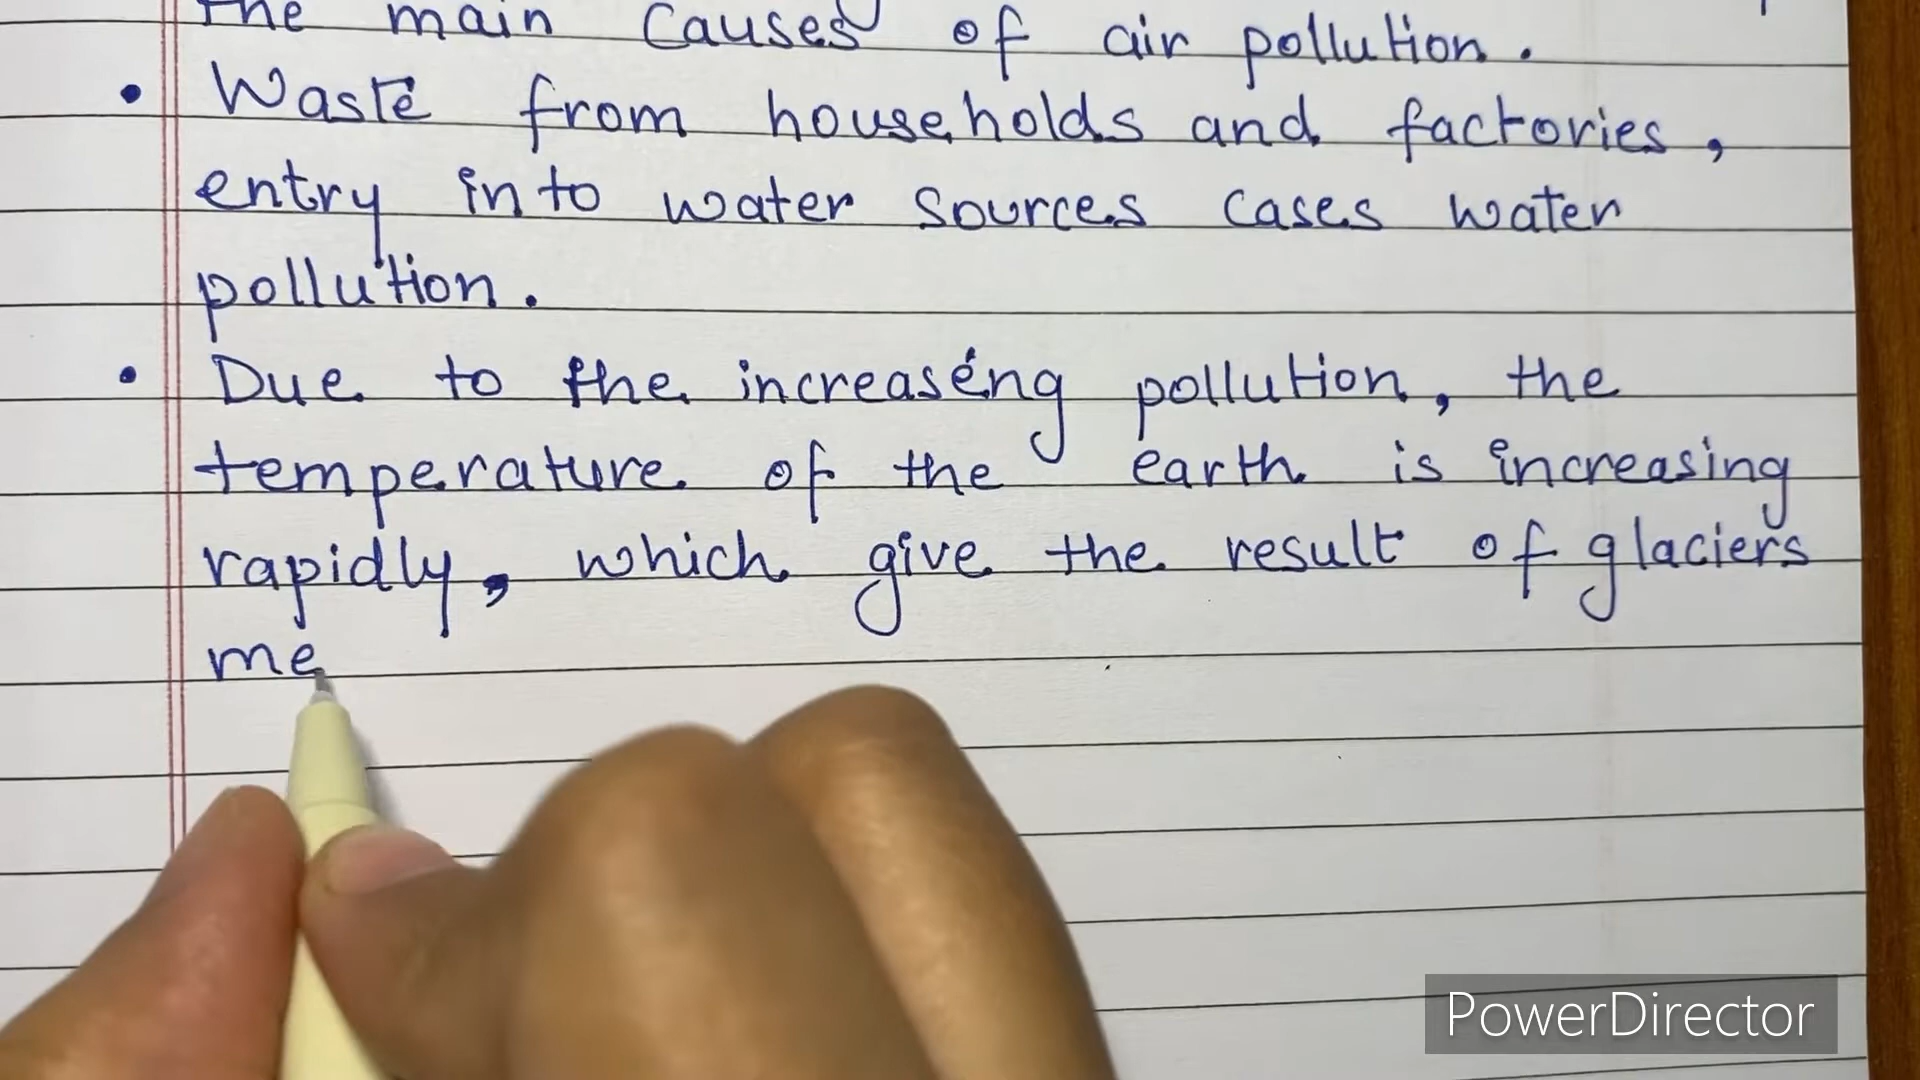 The main causes of air pollution.
• Waste from households and factories,
entry into water sources cases water
pollution.
• Due to the increaseng pollution, the
temperature of the earth is increasing
rapidly, which give the result of glaciers
me
PowerDirector